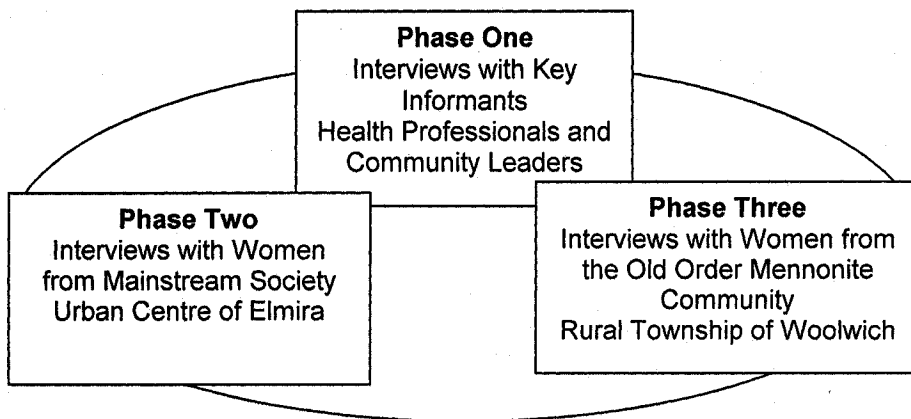 Phase One
Interviews with Key
Informants
Health Professionals and
Community Leaders
Phase Two
Interviews with Women
from Mainstream Society
Urban Centre of Elmira
Phase Three
Interviews with Women from
the Old Order Mennonite
Community
Rural Township of Woolwich